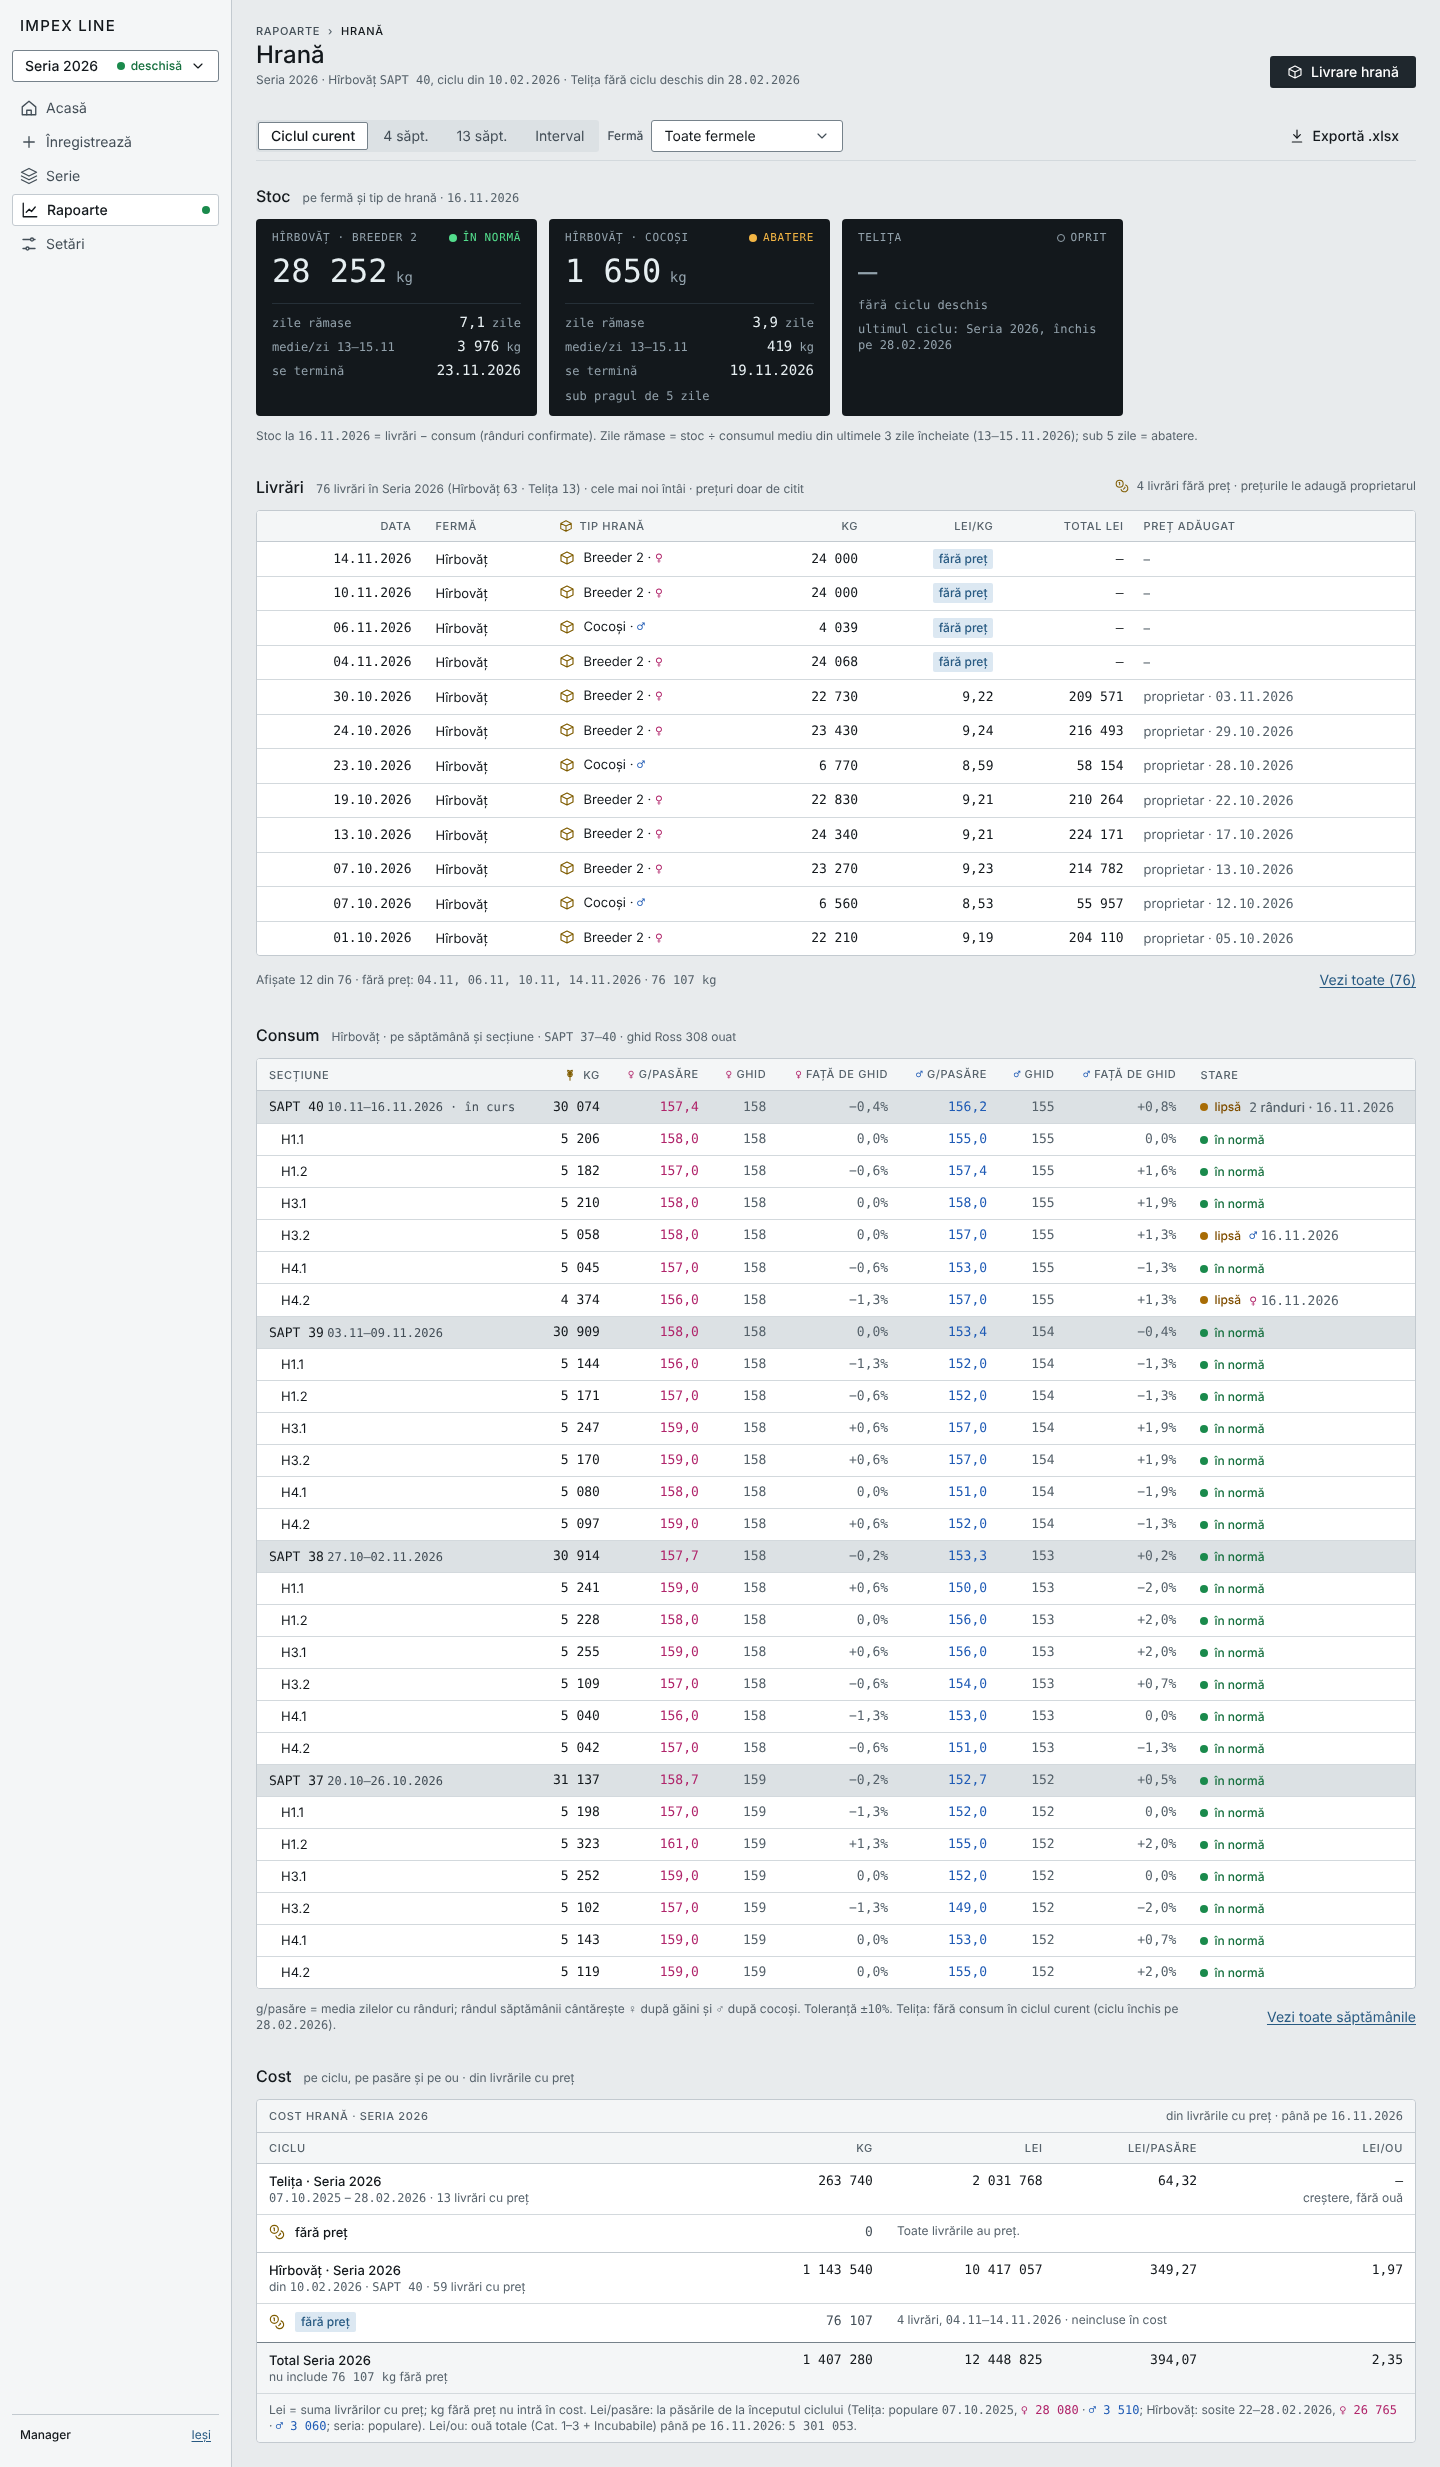 IMPEX LINE
Seria 2026 deschisă
Acasă
Înregistrează
Serie
Rapoarte
Setări
RAPOARTE › HRANĂ
Hrană
Seria 2026 · Hîrbovăț SAPT 40, ciclu din 10.02.2026 · Telița fără ciclu deschis din 28.02.2026
Livrare hrană
Ciclul curent 4 săpt. 13 săpt. Interval Fermă Toate fermele Exportă .xlsx
Stoc pe fermă și tip de hrană · 16.11.2026
HÎRBOVĂȚ · BREEDER 2 ÎN NORMĂ
28 252 kg
zile rămase 7,1 zile
medie/zi 13–15.11 3 976 kg
se termină 23.11.2026
HÎRBOVĂȚ · COCOȘI ABATERE
1 650 kg
zile rămase 3,9 zile
medie/zi 13–15.11 419 kg
se termină 19.11.2026
sub pragul de 5 zile
TELIȚA OPRIT
—
fără ciclu deschis
ultimul ciclu: Seria 2026, închis
pe 28.02.2026
Stoc la 16.11.2026 = livrări − consum (rânduri confirmate). Zile rămase = stoc ÷ consumul mediu din ultimele 3 zile încheiate (13–15.11.2026); sub 5 zile = abatere.
Livrări 76 livrări în Seria 2026 (Hîrbovăț 63 · Telița 13) · cele mai noi întâi · prețuri doar de citit 4 livrări fără preț · prețurile le adaugă proprietarul
DATA FERMĂ TIP HRANĂ KG LEI/KG TOTAL LEI PREȚ ADĂUGAT
14.11.2026 Hîrbovăț Breeder 2 · ♀ 24 000 fără preț — –
10.11.2026 Hîrbovăț Breeder 2 · ♀ 24 000 fără preț — –
06.11.2026 Hîrbovăț Cocoși · ♂ 4 039 fără preț — –
04.11.2026 Hîrbovăț Breeder 2 · ♀ 24 068 fără preț — –
30.10.2026 Hîrbovăț Breeder 2 · ♀ 22 730 9,22 209 571 proprietar · 03.11.2026
24.10.2026 Hîrbovăț Breeder 2 · ♀ 23 430 9,24 216 493 proprietar · 29.10.2026
23.10.2026 Hîrbovăț Cocoși · ♂ 6 770 8,59 58 154 proprietar · 28.10.2026
19.10.2026 Hîrbovăț Breeder 2 · ♀ 22 830 9,21 210 264 proprietar · 22.10.2026
13.10.2026 Hîrbovăț Breeder 2 · ♀ 24 340 9,21 224 171 proprietar · 17.10.2026
07.10.2026 Hîrbovăț Breeder 2 · ♀ 23 270 9,23 214 782 proprietar · 13.10.2026
07.10.2026 Hîrbovăț Cocoși · ♂ 6 560 8,53 55 957 proprietar · 12.10.2026
01.10.2026 Hîrbovăț Breeder 2 · ♀ 22 210 9,19 204 110 proprietar · 05.10.2026
Afișate 12 din 76 · fără preț: 04.11, 06.11, 10.11, 14.11.2026 · 76 107 kg Vezi toate (76)
Consum Hîrbovăț · pe săptămână și secțiune · SAPT 37–40 · ghid Ross 308 ouat
SECȚIUNE KG ♀ G/PASĂRE ♀ GHID ♀ FAȚĂ DE GHID ♂ G/PASĂRE ♂ GHID ♂ FAȚĂ DE GHID STARE
SAPT 40 10.11–16.11.2026 · în curs 30 074 157,4 158 −0,4% 156,2 155 +0,8% lipsă 2 rânduri · 16.11.2026
H1.1 5 206 158,0 158 0,0% 155,0 155 0,0% în normă
H1.2 5 182 157,0 158 −0,6% 157,4 155 +1,6% în normă
H3.1 5 210 158,0 158 0,0% 158,0 155 +1,9% în normă
H3.2 5 058 158,0 158 0,0% 157,0 155 +1,3% lipsă ♂ 16.11.2026
H4.1 5 045 157,0 158 −0,6% 153,0 155 −1,3% în normă
H4.2 4 374 156,0 158 −1,3% 157,0 155 +1,3% lipsă ♀ 16.11.2026
SAPT 39 03.11–09.11.2026 30 909 158,0 158 0,0% 153,4 154 −0,4% în normă
H1.1 5 144 156,0 158 −1,3% 152,0 154 −1,3% în normă
H1.2 5 171 157,0 158 −0,6% 152,0 154 −1,3% în normă
H3.1 5 247 159,0 158 +0,6% 157,0 154 +1,9% în normă
H3.2 5 170 159,0 158 +0,6% 157,0 154 +1,9% în normă
H4.1 5 080 158,0 158 0,0% 151,0 154 −1,9% în normă
H4.2 5 097 159,0 158 +0,6% 152,0 154 −1,3% în normă
SAPT 38 27.10–02.11.2026 30 914 157,7 158 −0,2% 153,3 153 +0,2% în normă
H1.1 5 241 159,0 158 +0,6% 150,0 153 −2,0% în normă
H1.2 5 228 158,0 158 0,0% 156,0 153 +2,0% în normă
H3.1 5 255 159,0 158 +0,6% 156,0 153 +2,0% în normă
H3.2 5 109 157,0 158 −0,6% 154,0 153 +0,7% în normă
H4.1 5 040 156,0 158 −1,3% 153,0 153 0,0% în normă
H4.2 5 042 157,0 158 −0,6% 151,0 153 −1,3% în normă
SAPT 37 20.10–26.10.2026 31 137 158,7 159 −0,2% 152,7 152 +0,5% în normă
H1.1 5 198 157,0 159 −1,3% 152,0 152 0,0% în normă
H1.2 5 323 161,0 159 +1,3% 155,0 152 +2,0% în normă
H3.1 5 252 159,0 159 0,0% 152,0 152 0,0% în normă
H3.2 5 102 157,0 159 −1,3% 149,0 152 −2,0% în normă
H4.1 5 143 159,0 159 0,0% 153,0 152 +0,7% în normă
H4.2 5 119 159,0 159 0,0% 155,0 152 +2,0% în normă
g/pasăre = media zilelor cu rânduri; rândul săptămânii cântărește ♀ după găini și ♂ după cocoși. Toleranță ±10%. Telița: fără consum în ciclul curent (ciclu închis pe
28.02.2026).
Vezi toate săptămânile
Cost pe ciclu, pe pasăre și pe ou · din livrările cu preț
COST HRANĂ · SERIA 2026 din livrările cu preț · până pe 16.11.2026
CICLU KG LEI LEI/PASĂRE LEI/OU
Telița · Seria 2026 263 740 2 031 768 64,32 —
07.10.2025 – 28.02.2026 · 13 livrări cu preț creștere, fără ouă
fără preț 0 Toate livrările au preț.
Hîrbovăț · Seria 2026 1 143 540 10 417 057 349,27 1,97
din 10.02.2026 · SAPT 40 · 59 livrări cu preț
fără preț 76 107 4 livrări, 04.11–14.11.2026 · neincluse în cost
Total Seria 2026 1 407 280 12 448 825 394,07 2,35
nu include 76 107 kg fără preț
Lei = suma livrărilor cu preț; kg fără preț nu intră în cost. Lei/pasăre: la păsările de la începutul ciclului (Telița: populare 07.10.2025, ♀ 28 080 · ♂ 3 510; Hîrbovăț: sosite 22–28.02.2026, ♀ 26 765
· ♂ 3 060; seria: populare). Lei/ou: ouă totale (Cat. 1–3 + Incubabile) până pe 16.11.2026: 5 301 053.
Manager Ieși